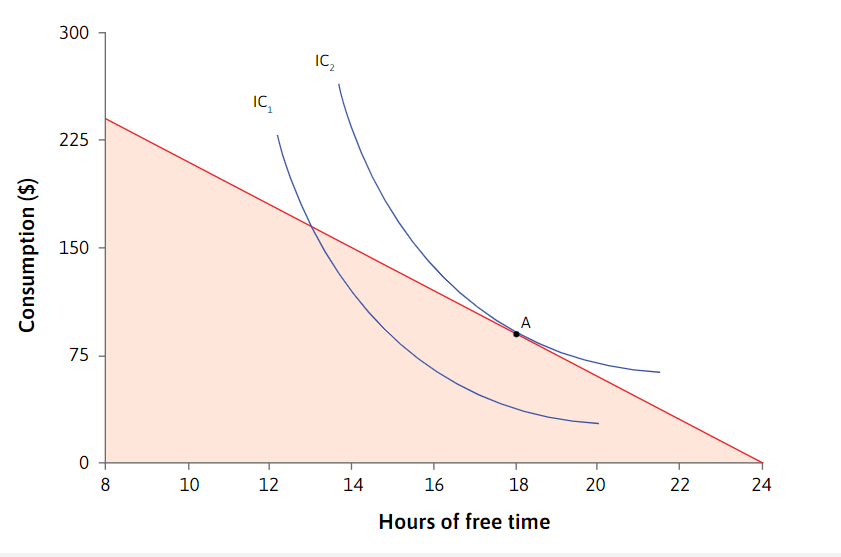 300
IC2
IC1
225
150
A
75
0
8 10 12 14 16 18 20 22 24
Consumption ($)
Hours of free time